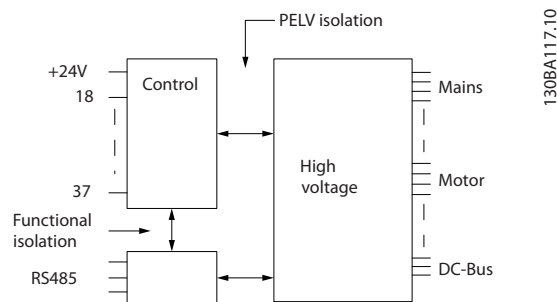 PELV isolation
130BA117.10
+24V
Control
18
Mains
High
voltage
37
Motor
Functional
isolation
RS485
DC-Bus